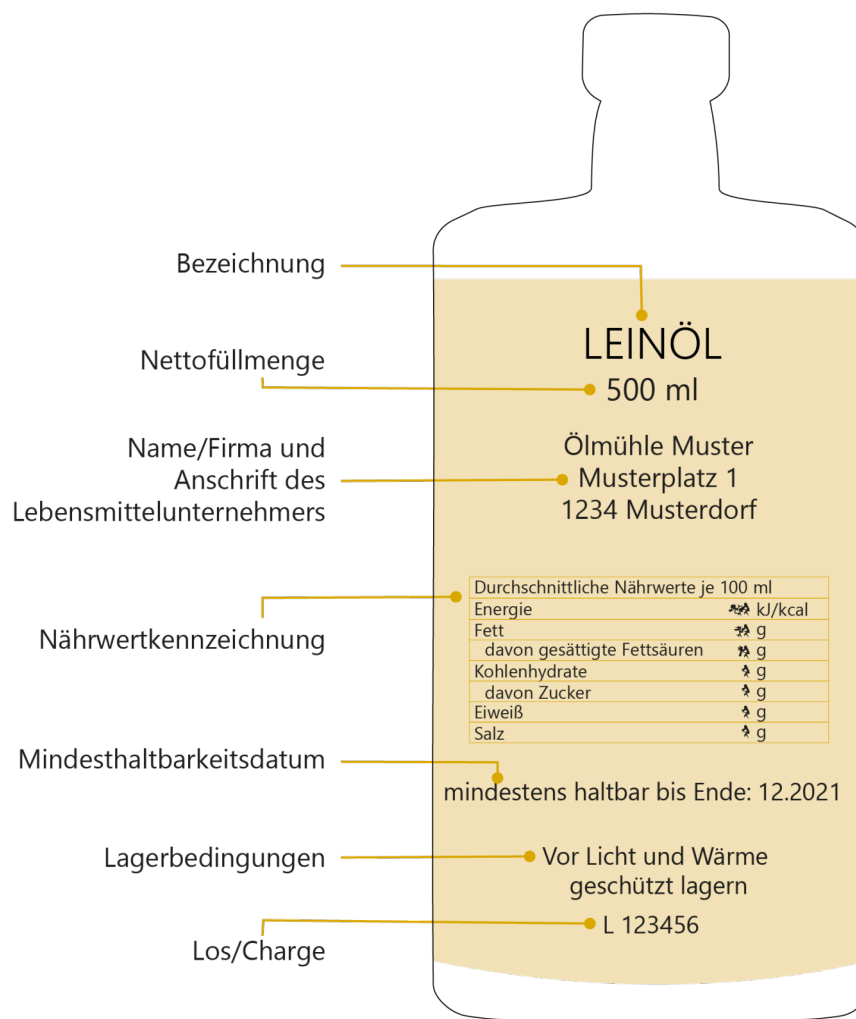 Bezeichnung
LEINÖL
Nettofüllmenge
500 ml
Name/Firma und
Anschrift des
Lebensmittelunternehmers
Ölmühle Muster
Musterplatz 1
1234 Musterdorf
Nährwertkennzeichnung
Durchschnittliche Nährwerte je 100 ml
Energie kJ/kcal
Fett g
davon gesättigte Fettsäuren g
Kohlenhydrate g
davon Zucker g
Eiweiß g
Salz g
Mindesthaltbarkeitsdatum
mindestens haltbar bis Ende: 12.2021
Lagerbedingungen
Vor Licht und Wärme
geschützt lagern
Los/Charge
L 123456